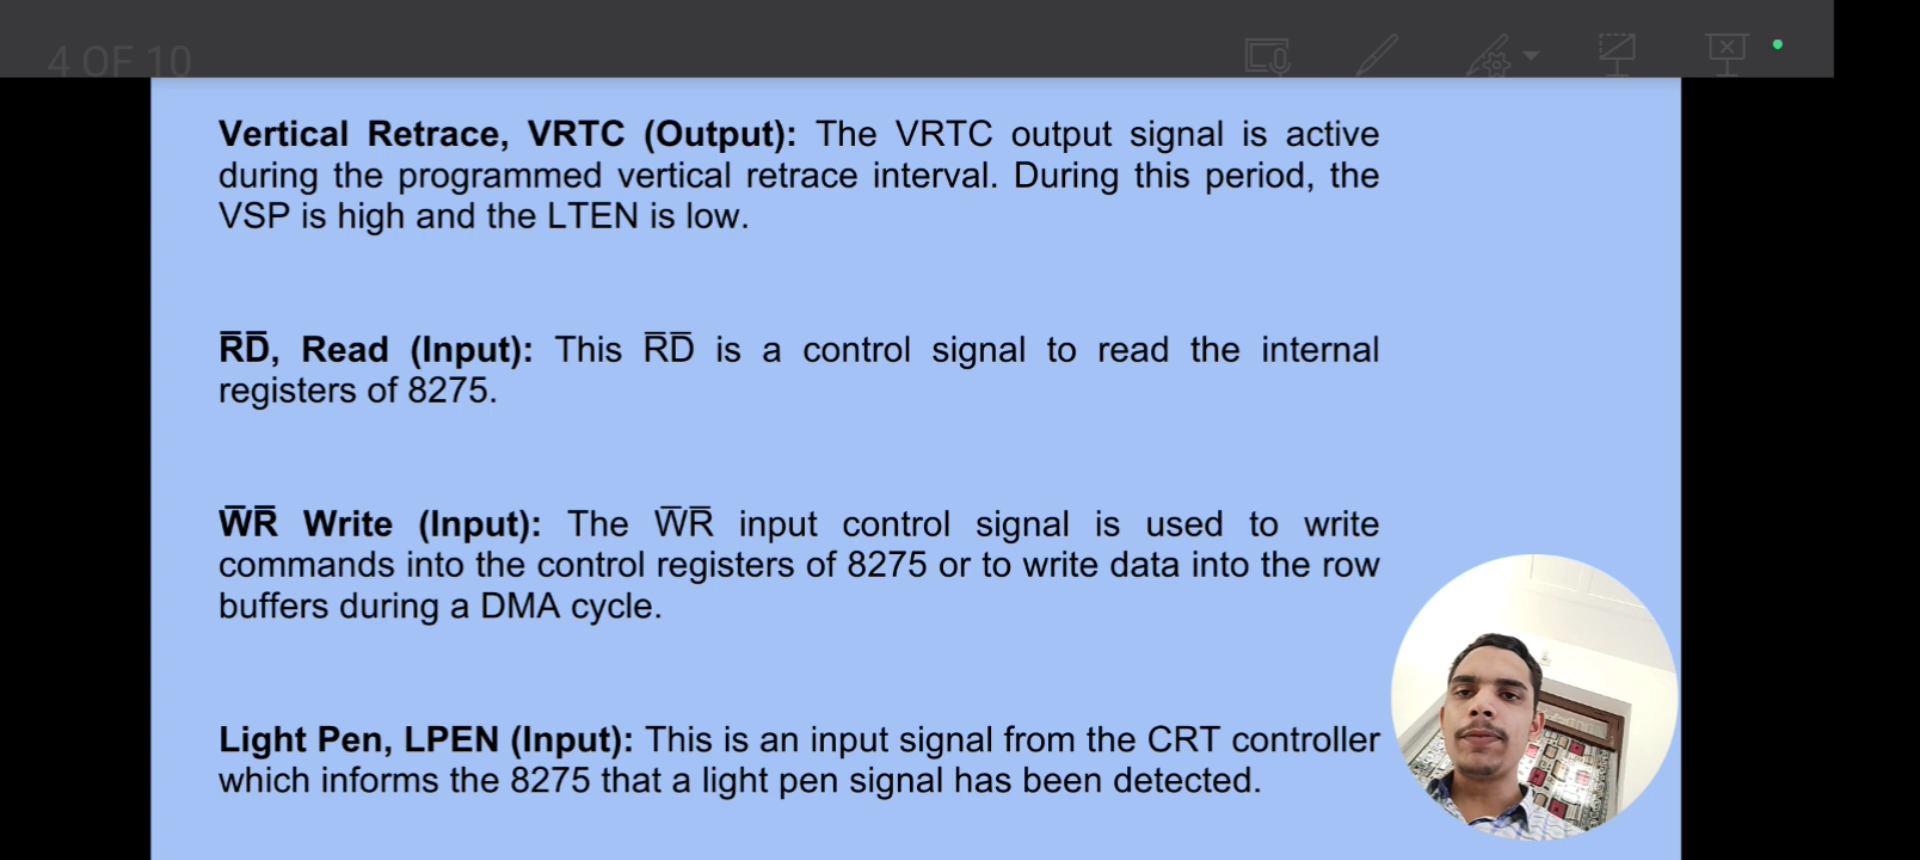 4 OF 10
Vertical Retrace, VRTC (Output): The VRTC output signal is active
during the programmed vertical retrace interval. During this period, the
VSP is high and the LTEN is low.
R̅D̅, Read (Input): This R̅D̅ is a control signal to read the internal
registers of 8275.
W̅R̅ Write (Input): The W̅R̅ input control signal is used to write
commands into the control registers of 8275 or to write data into the row
buffers during a DMA cycle.
Light Pen, LPEN (Input): This is an input signal from the CRT controller
which informs the 8275 that a light pen signal has been detected.